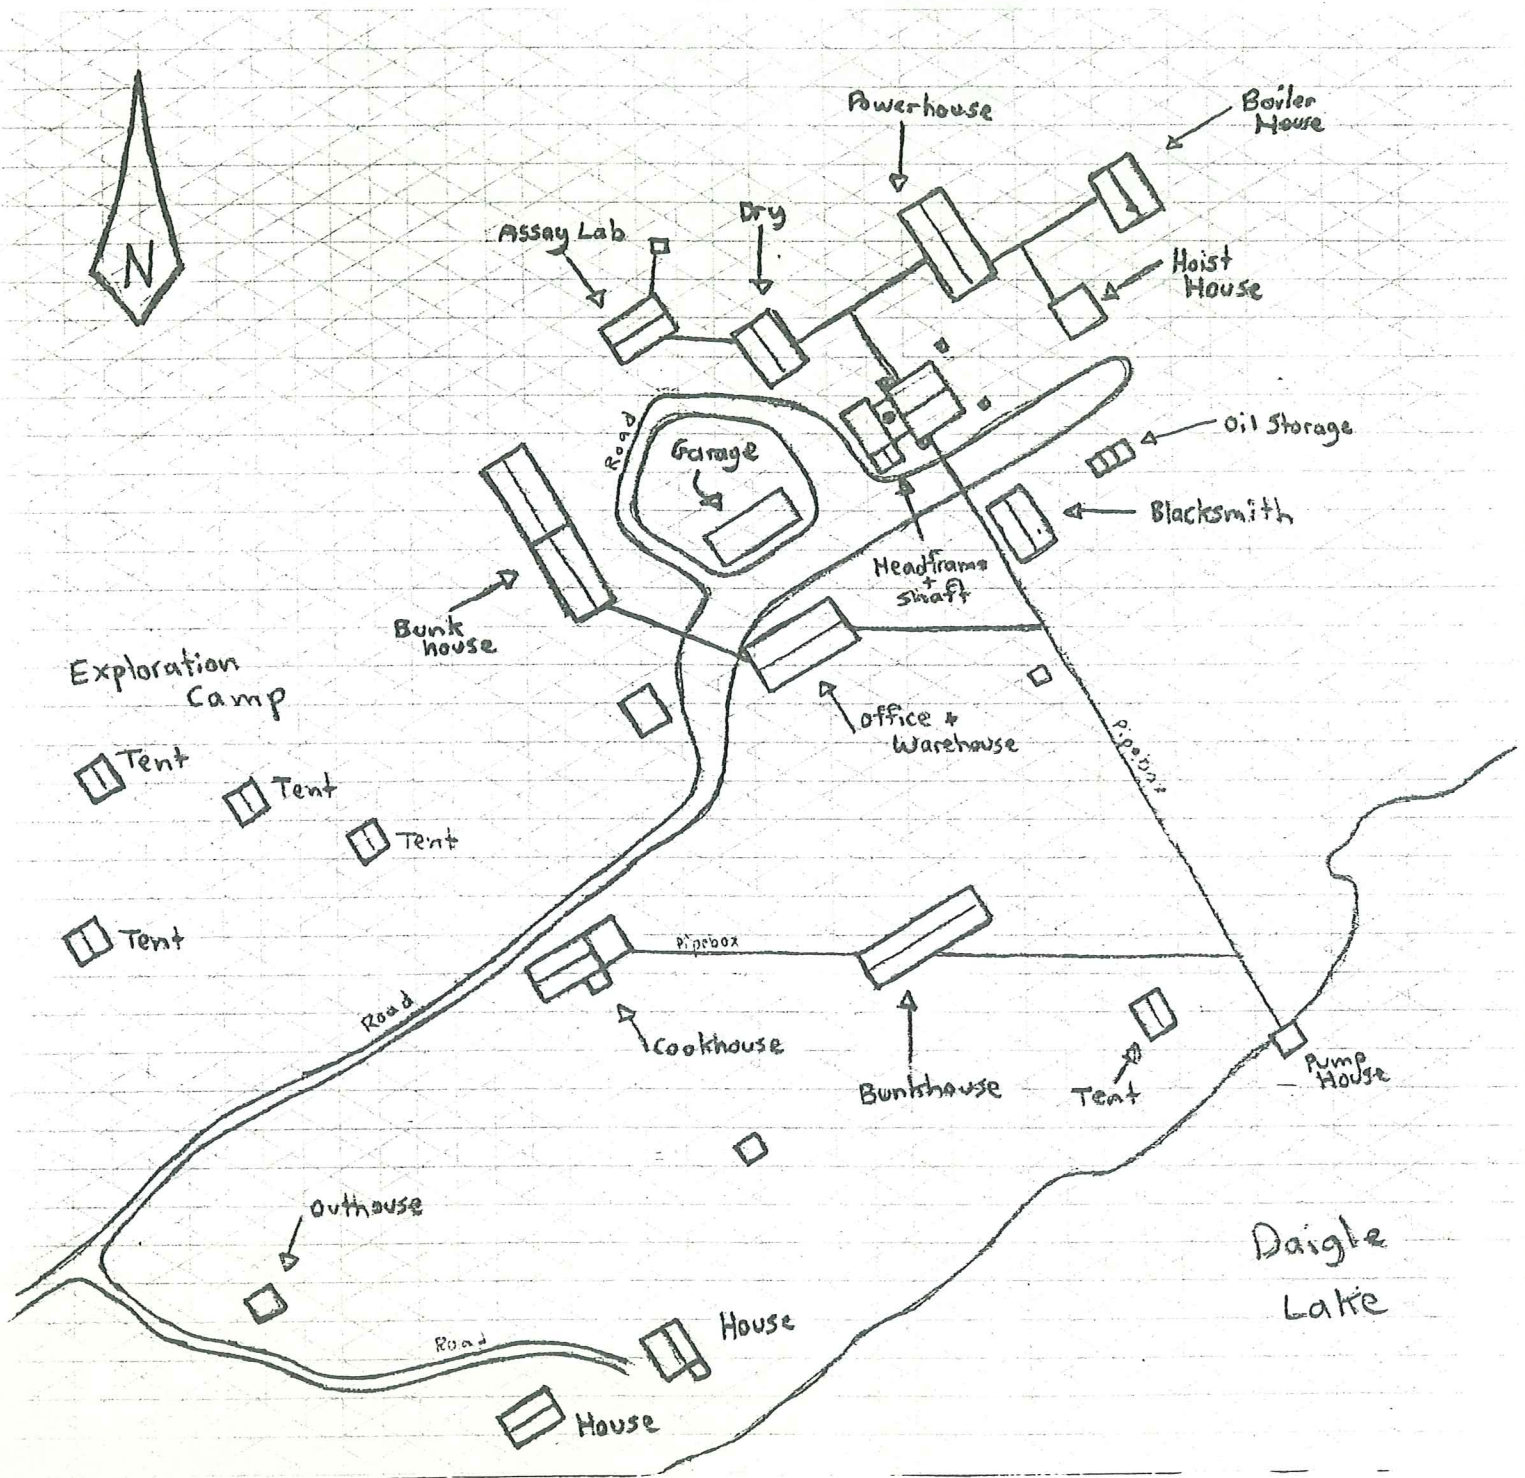 Powerhouse
Boiler
House
N
Assay Lab
Dry
Hoist
House
Road
Garage
Oil Storage
Blacksmith
Headframe
+
Shaft
Bunk
house
Exploration
Camp
Office +
Warehouse
Pipebox
Tent
Tent
Tent
Tent
Pipebox
Road
Cookhouse
Bunkhouse
Tent
Pump
House
Outhouse
Daigle
Lake
Road
House
House